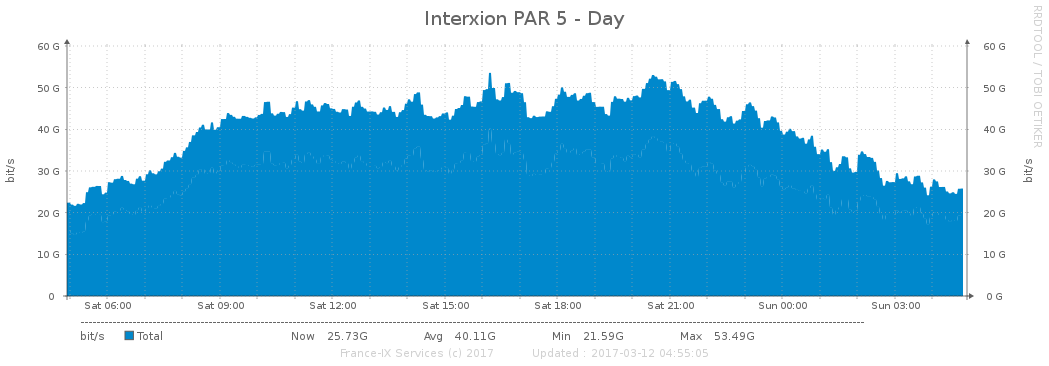 Interxion PAR 5 - Day
RRDTOOL / TOBI OETIKER
60 G 60 G
50 G 50 G
40 G 40 G
30 G 30 G
20 G 20 G
10 G 10 G
0 0 G
bit/s
bit/s
Sat 06:00 Sat 09:00 Sat 12:00 Sat 15:00 Sat 18:00 Sat 21:00 Sun 00:00 Sun 03:00
bit/s Total Now 25.73G Avg 40.11G Min 21.59G Max 53.49G
France-IX Services (c) 2017 Updated : 2017-03-12 04:55:05